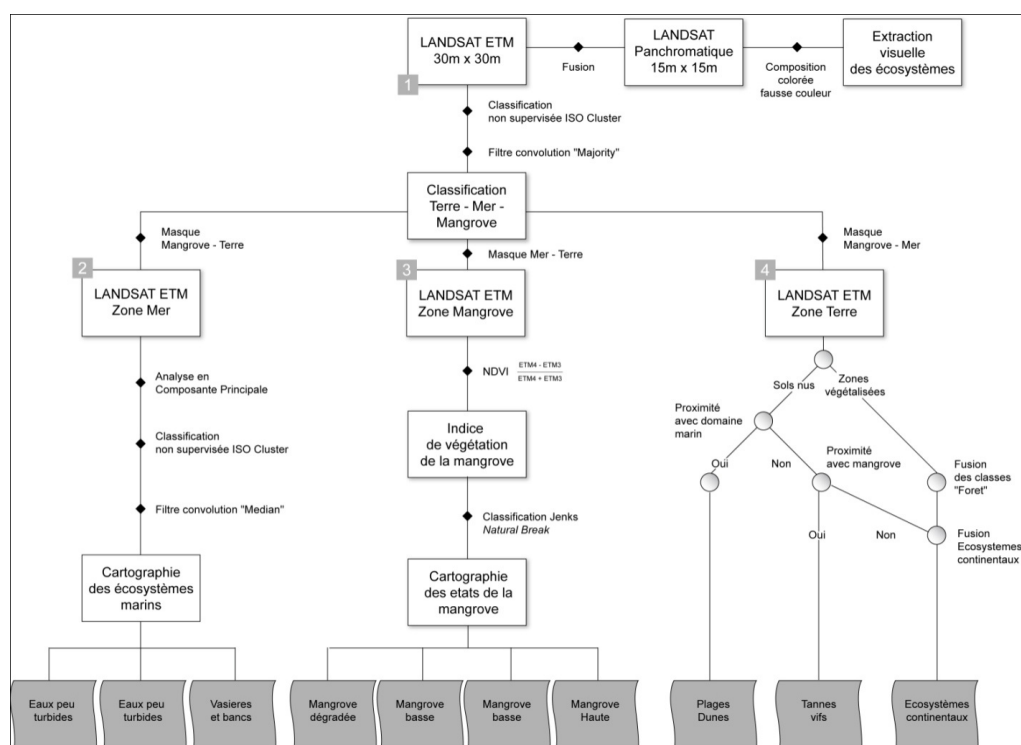 LANDSAT ETM
30m x 30m
1
Fusion
LANDSAT
Panchromatique
15m x 15m
Composition
colorée
fausse couleur
Extraction
visuelle
des écosystèmes
Classification
non supervisée ISO Cluster
Filtre convolution "Majority"
Classification
Terre - Mer -
Mangrove
Masque
Mangrove - Terre
Masque Mer - Terre
Masque
Mangrove - Mer
2
LANDSAT ETM
Zone Mer
3
LANDSAT ETM
Zone Mangrove
4
LANDSAT ETM
Zone Terre
Analyse en
Composante Principale
Classification
non supervisée ISO Cluster
Filtre convolution "Median"
Cartographie
des écosystèmes
marins
NDVI
ETM4 - ETM3
ETM4 + ETM3
Indice
de végétation
de la mangrove
Classification Jenks
Natural Break
Cartographie
des etats de la
mangrove
Sols nus
Zones
végétalisées
Proximité
avec domaine
marin
Oui
Non
Proximité
avec mangrove
Fusion
des classes
"Foret"
Oui
Non
Fusion
Ecosystemes
continentaux
Eaux peu
turbides
Eaux peu
turbides
Vasieres
et bancs
Mangrove
dégradée
Mangrove
basse
Mangrove
basse
Mangrove
Haute
Plages
Dunes
Tannes
vifs
Ecosystèmes
continentaux